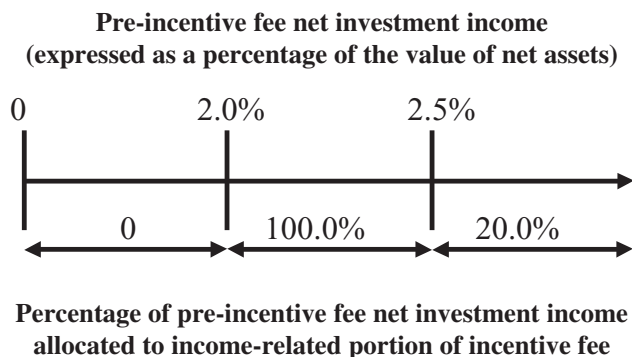 Pre-incentive fee net investment income
(expressed as a percentage of the value of net assets)
0 2.0% 2.5%
0 100.0% 20.0%
Percentage of pre-incentive fee net investment income
allocated to income-related portion of incentive fee